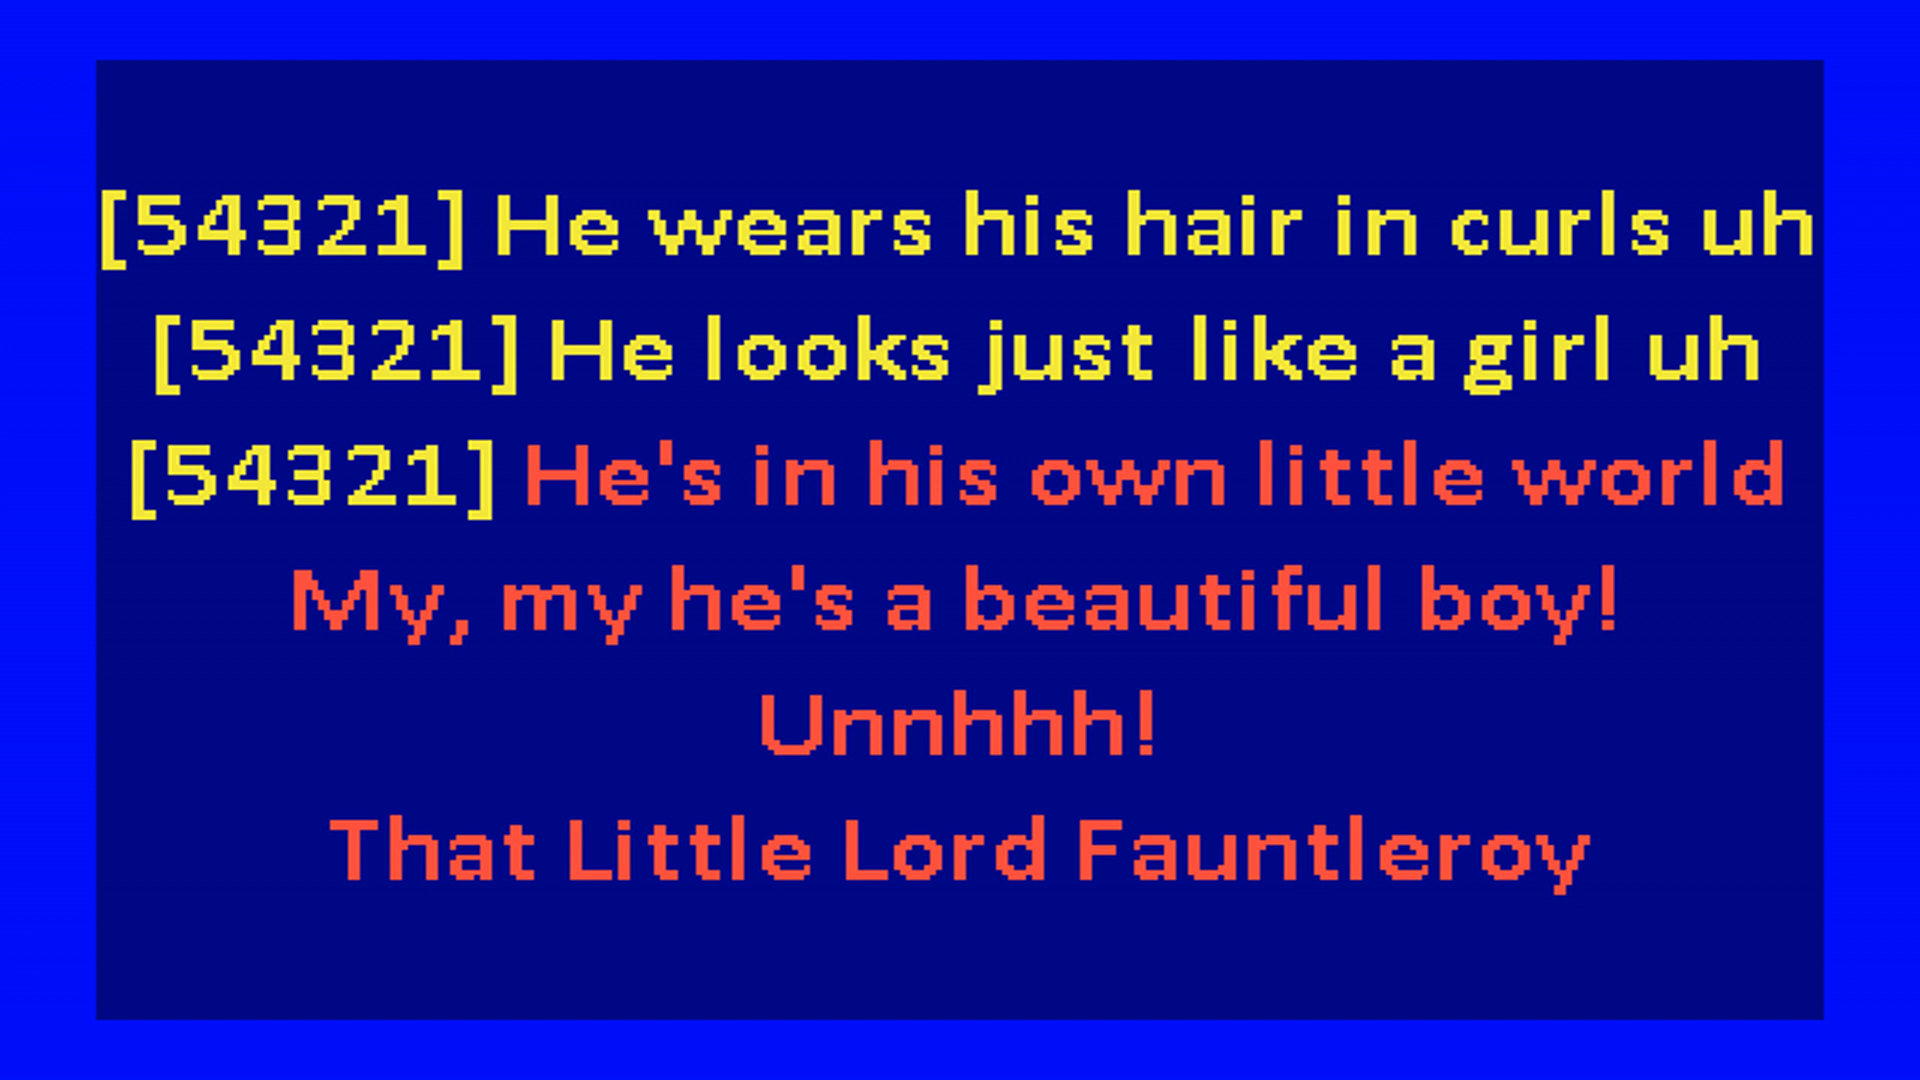 [54321] He wears his hair in curls uh
[54321] He looks just like a girl uh
[54321] He's in his own little world
My, my he's a beautiful boy!
Unnhhh!
That Little Lord Fauntleroy